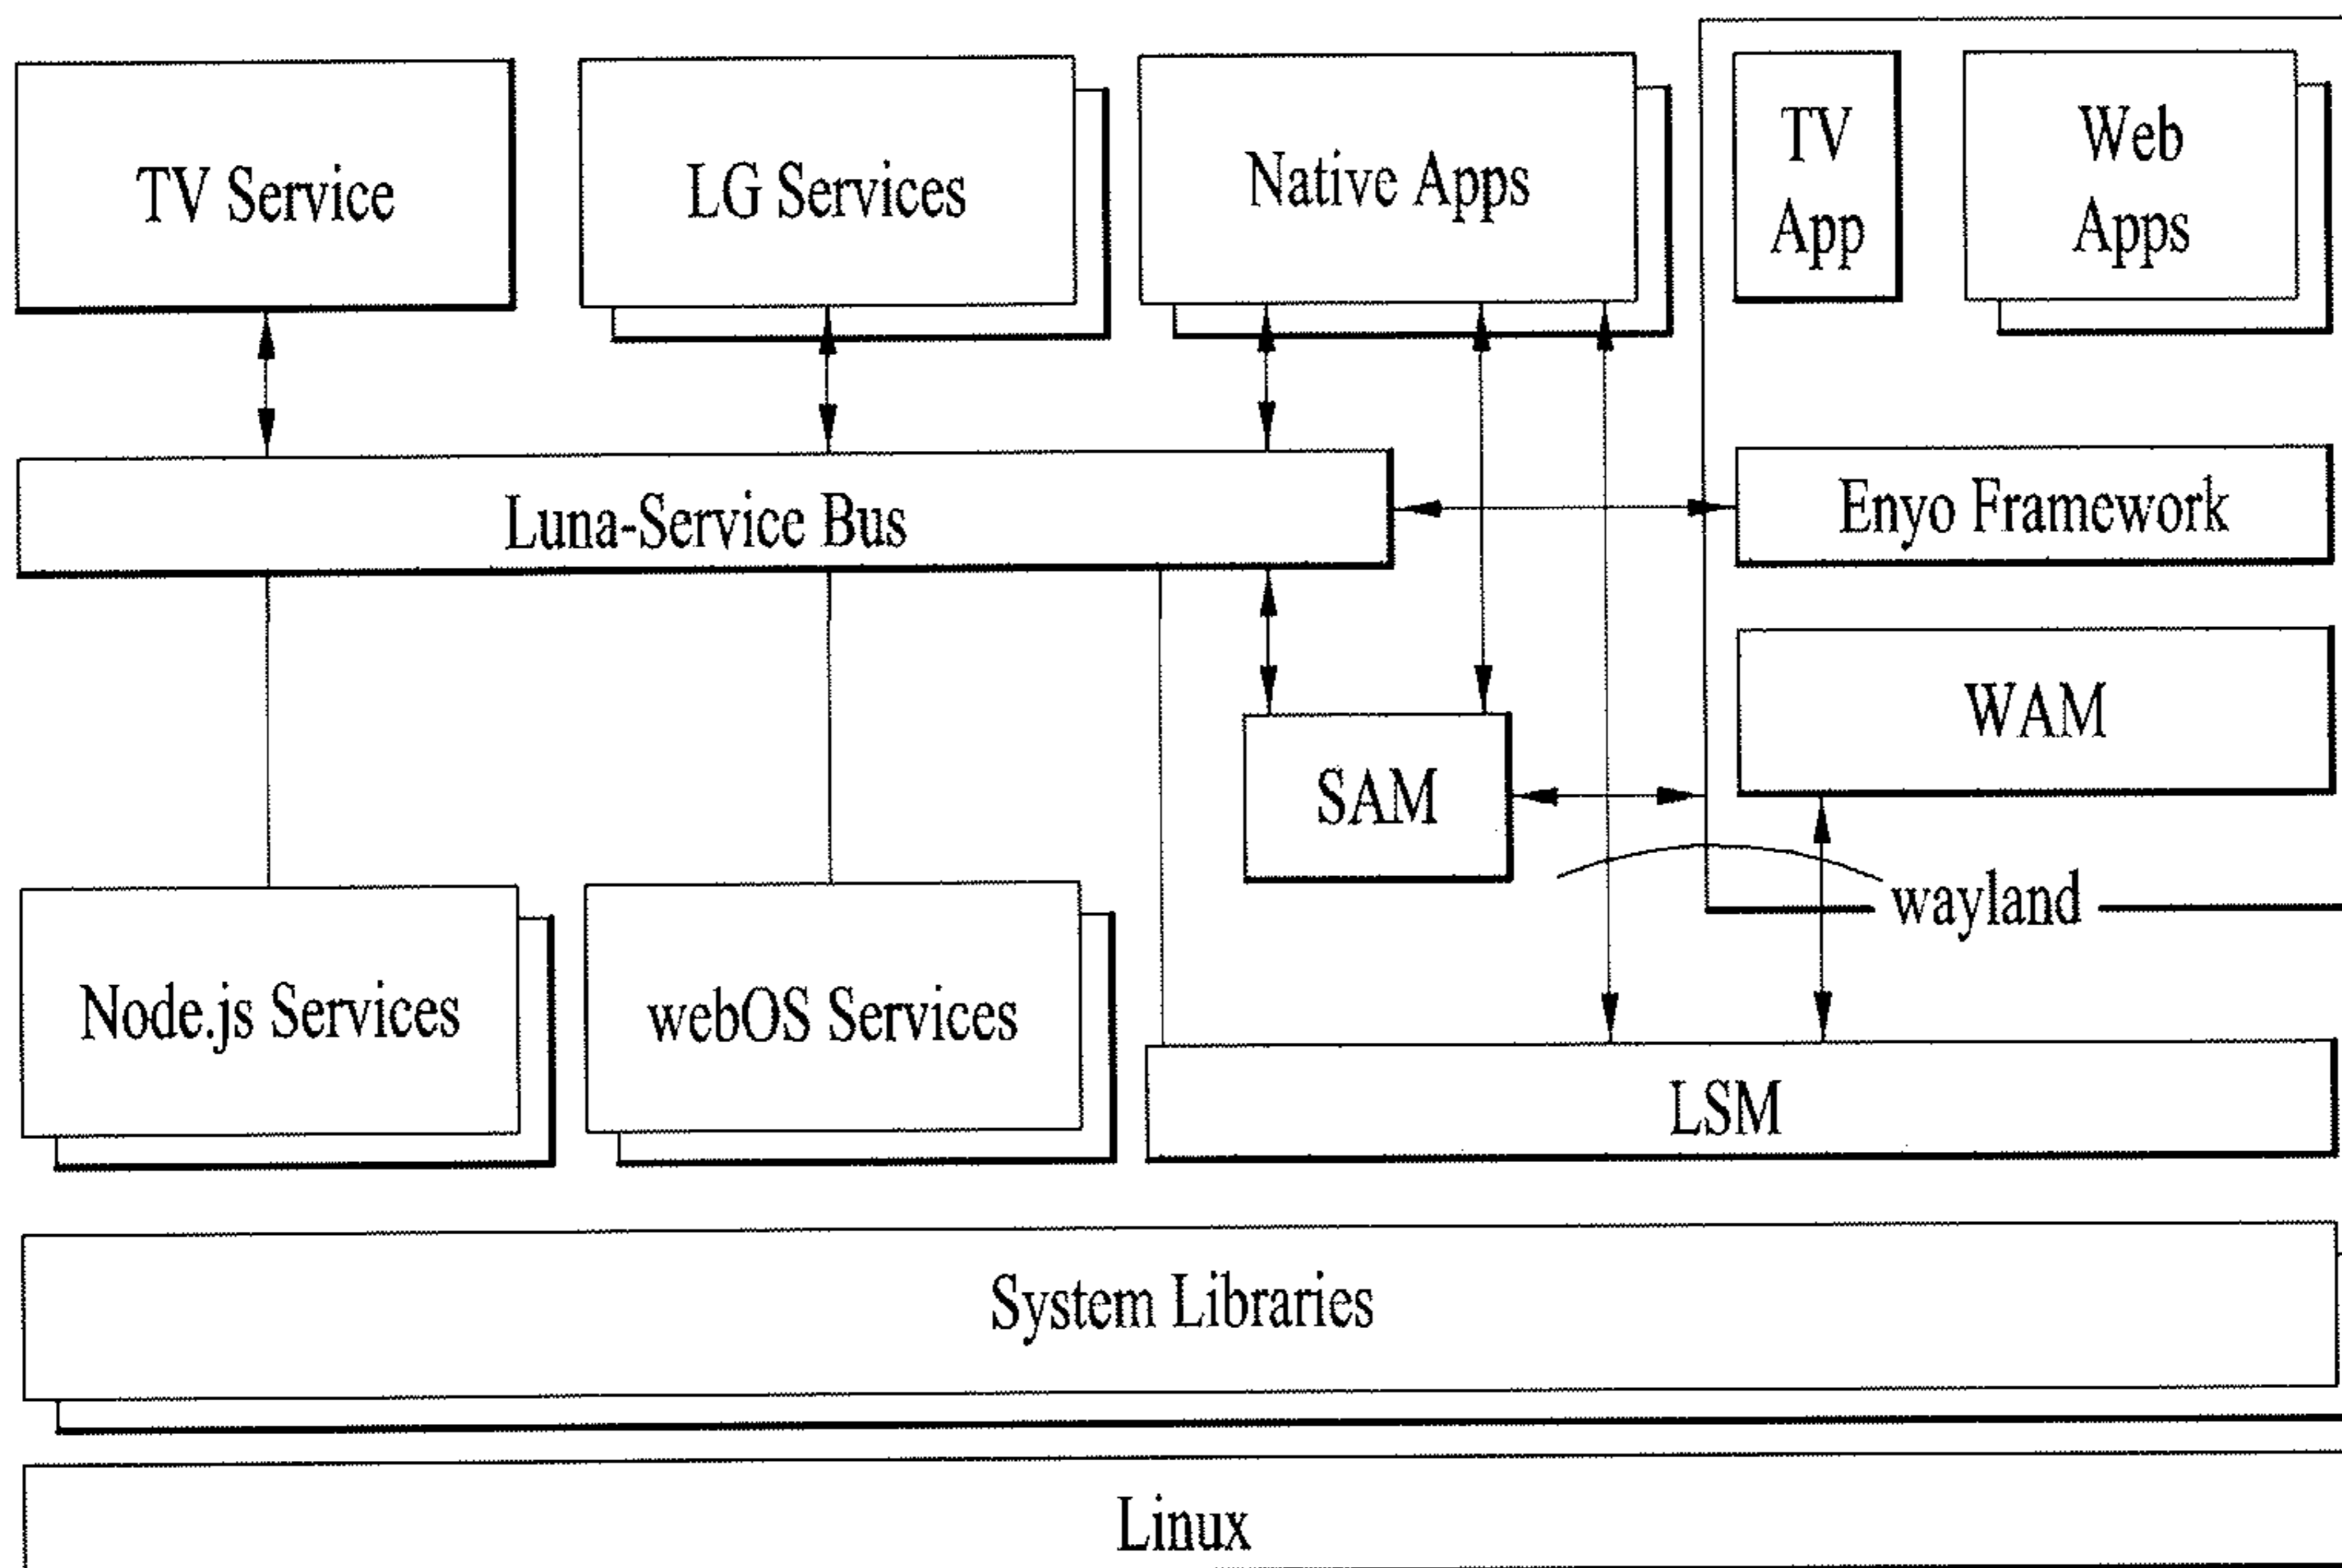 TV Service
LG Services
Native Apps
TV
App
Web
Apps
Luna-Service Bus
Enyo Framework
WAM
SAM
wayland
Node.js Services
webOS Services
LSM
System Libraries
Linux